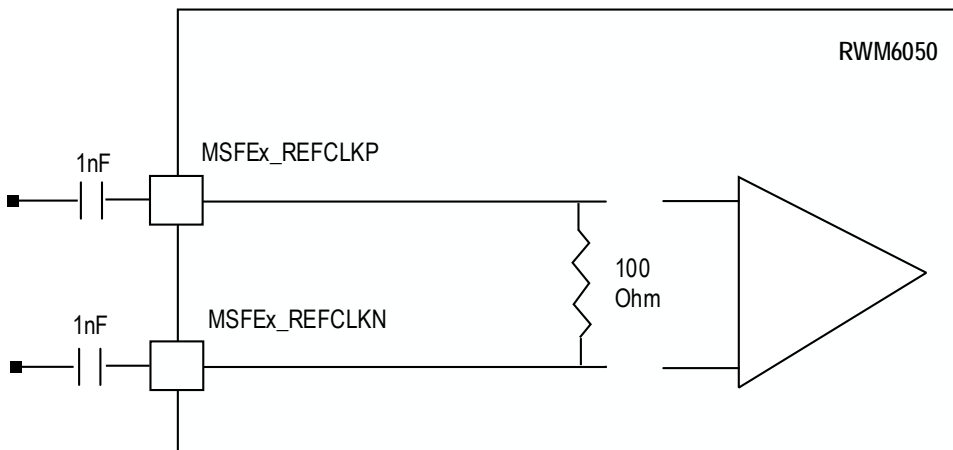 RWM6050
MSFEx_REFCLKP
1nF
100
Ohm
MSFEx_REFCLKN
1nF